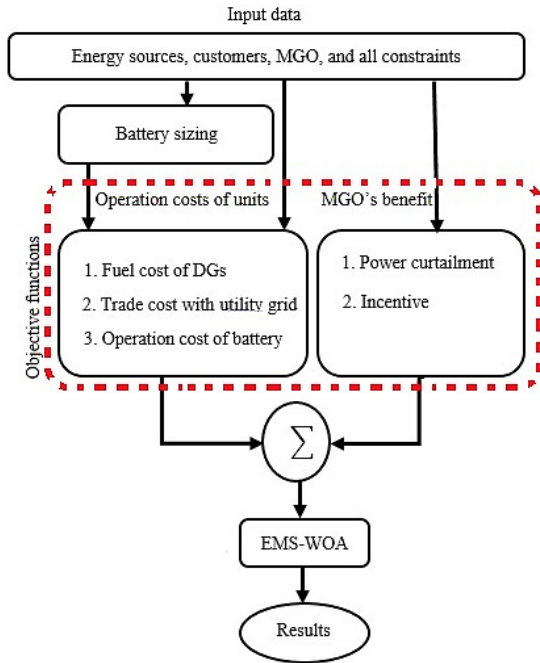 Input data
Energy sources, customers, MGO, and all constraints
Battery sizing
Operation costs of units
MGO's benefit
Objective functions
1. Fuel cost of DGs
2. Trade cost with utility grid
3. Operation cost of battery
1. Power curtailment
2. Incentive
∑
EMS-WOA
Results